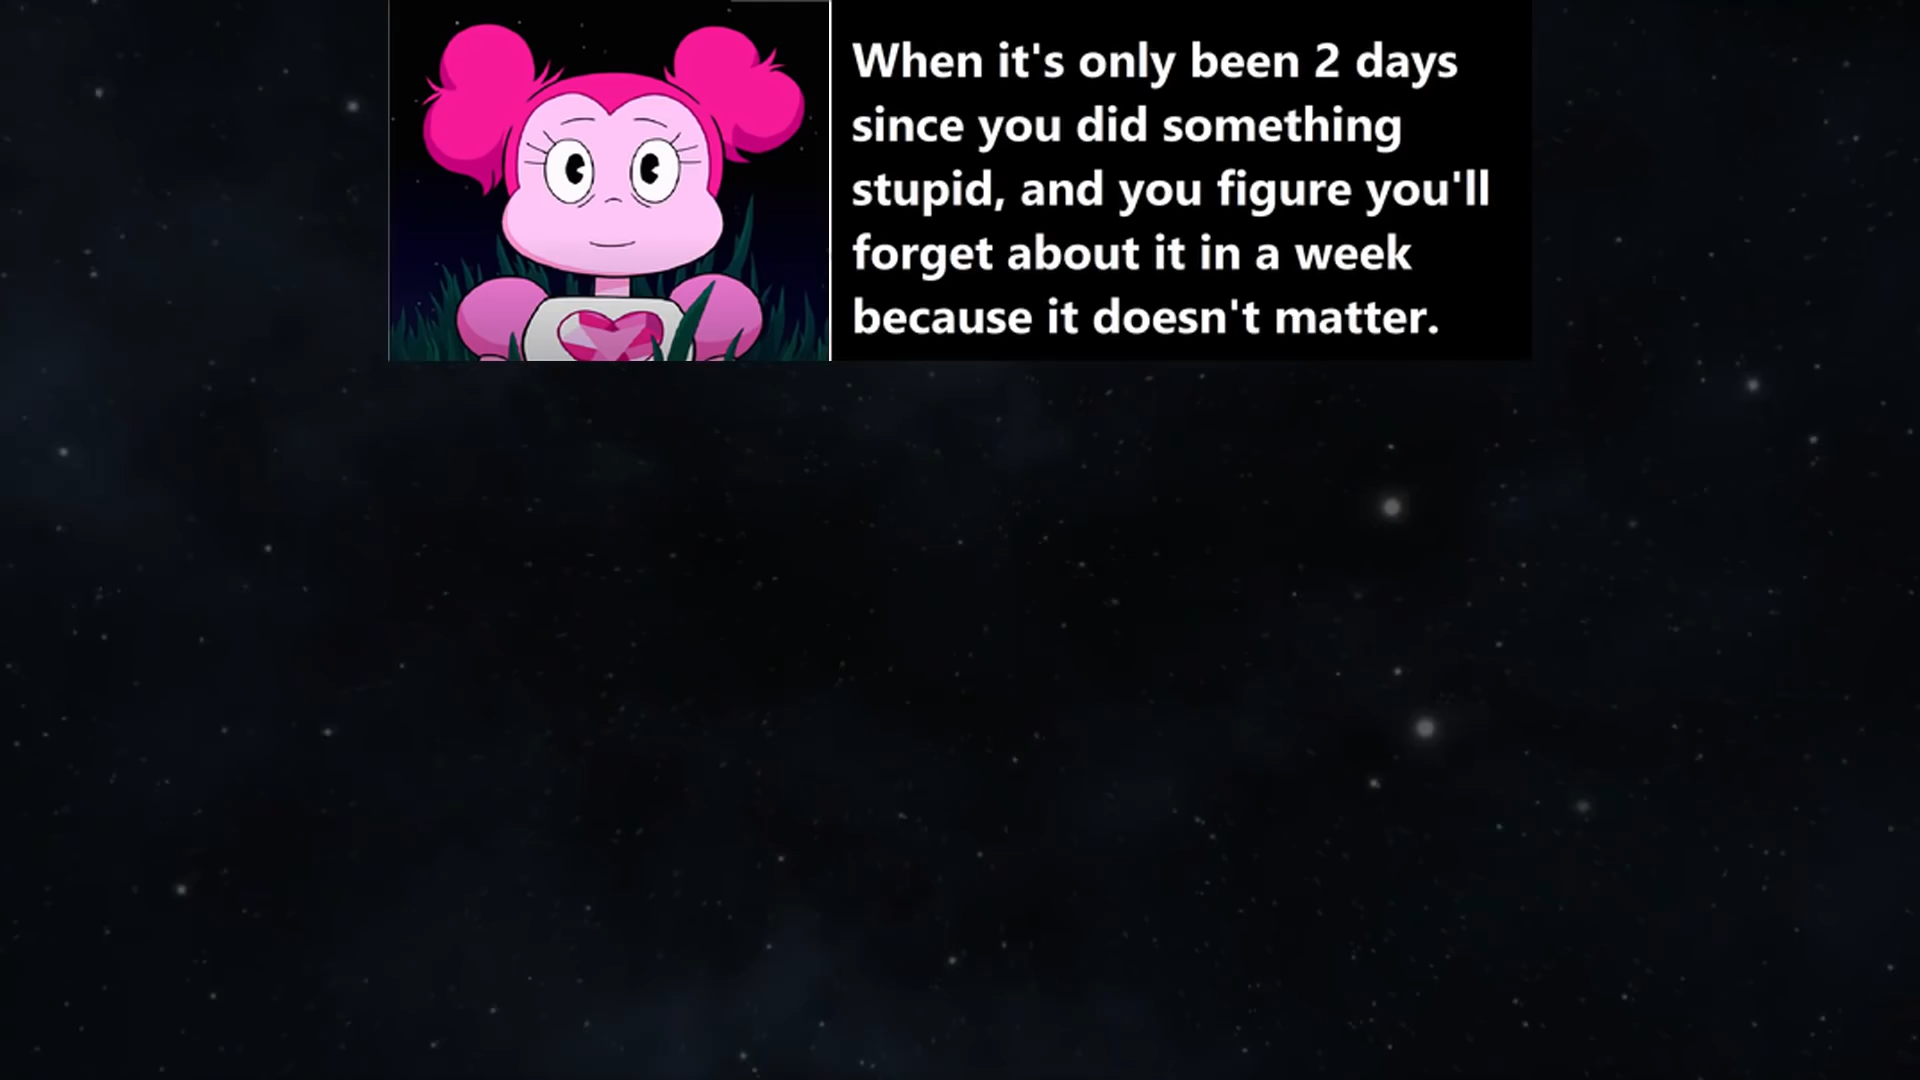 When it's only been 2 days
since you did something
stupid, and you figure you'll
forget about it in a week
because it doesn't matter.